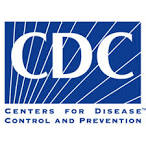 CDC
CENTERS FOR DISEASE™
CONTROL AND PREVENTION